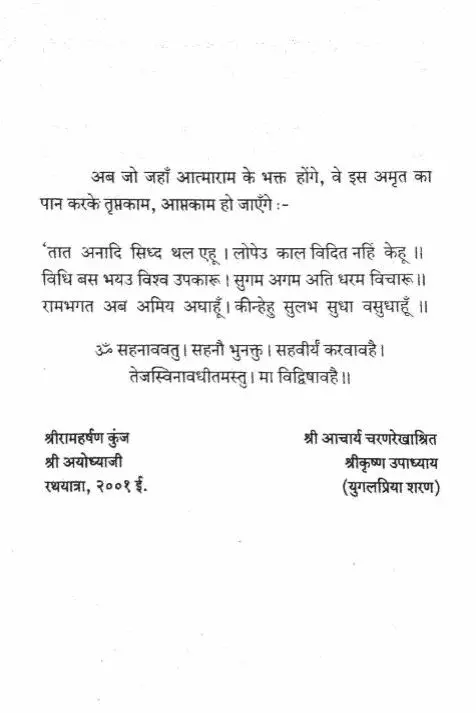 अब जो जहाँ आत्माराम के भक्त होंगे, वे इस अमृत का
पान करके तृप्तकाम, आप्तकाम हो जाएँगे :-
‘तात अनादि सिध्द थल एहू । लोपेउ काल विदित नहिं केहू ॥
विधि बस भयउ विश्व उपकारू । सुगम अगम अति धरम विचारू ॥
रामभगत अब अमिय अघाहूँ । कीन्हेहु सुलभ सुधा वसुधाहूँ ॥
ॐ सहनाववतु । सहनौ भुनक्तु । सहवीर्यं करवावहै ।
तेजस्विनावधीतमस्तु । मा विद्विषावहै ॥
श्रीरामहर्षण कुंज
श्री अयोध्याजी
रथयात्रा, २००१ ई.
श्री आचार्य चरणरेखाश्रित
श्रीकृष्ण उपाध्याय
(युगलप्रिया शरण)